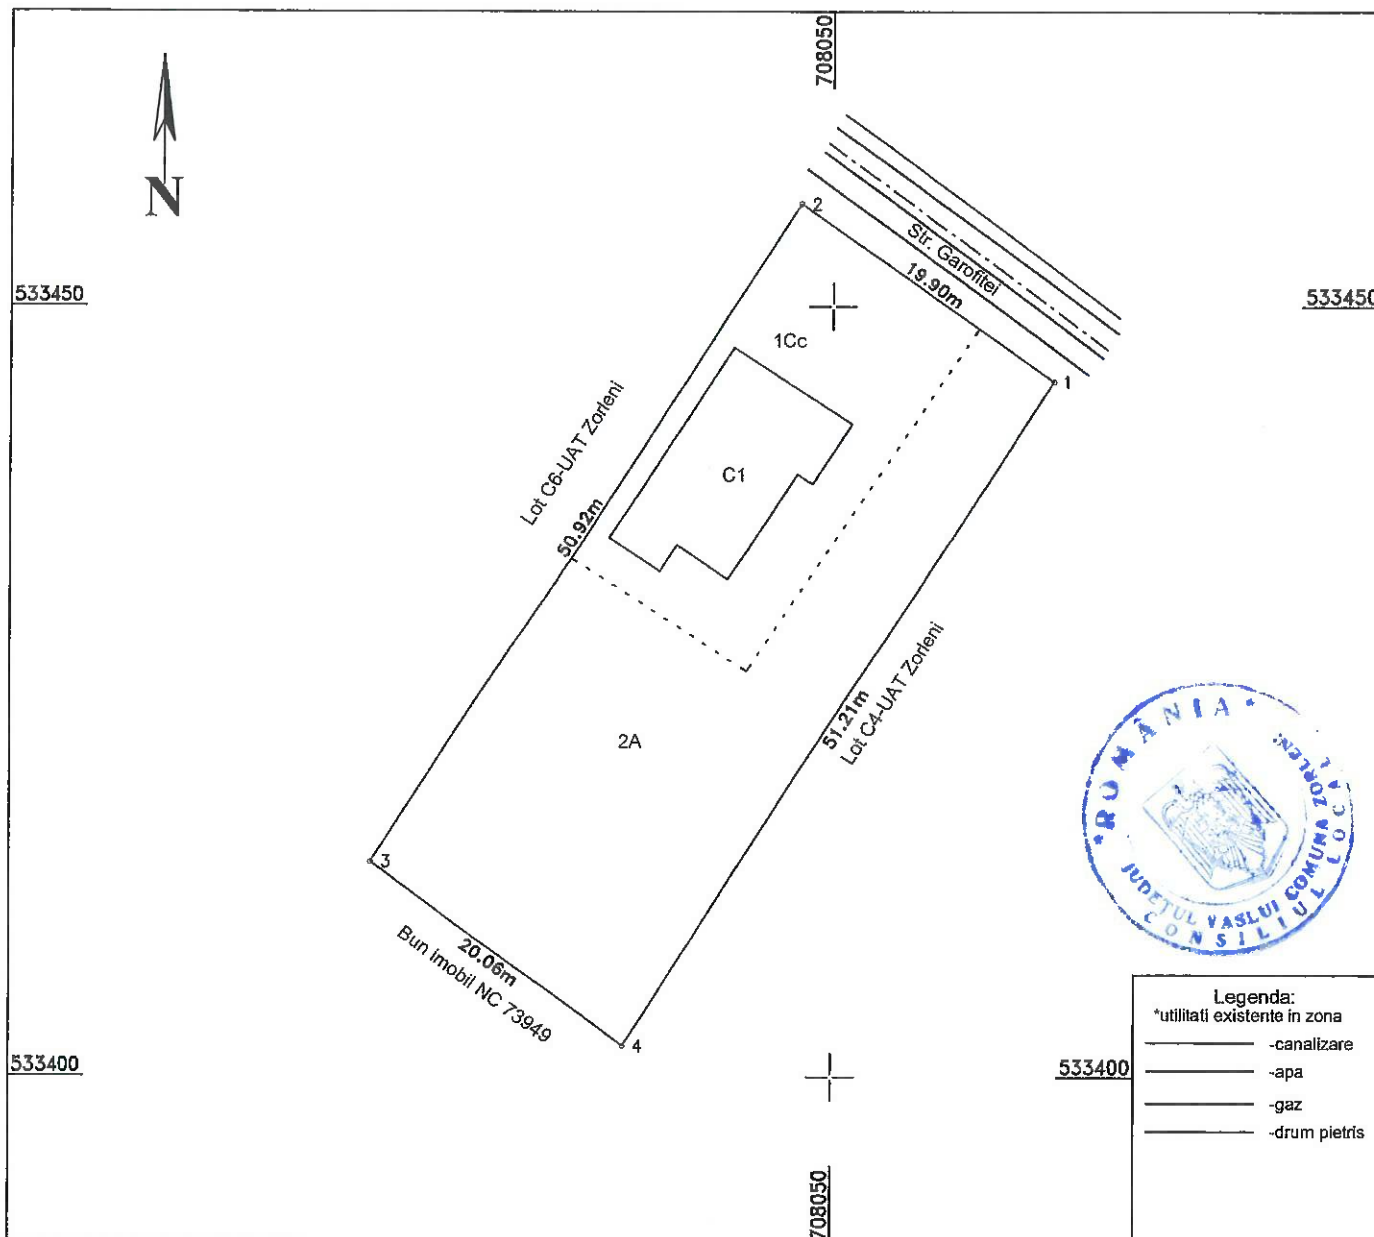 708050
N
2
Str. Garofitei
19.90m
533450
533450
1Cc
1
Lot C6-UAT Zorleni
C1
50.92m
51.21m
Lot C4-UAT Zorleni
2A
*ROMÂNIA*
JUDEŢUL VASLUI COMUNA ZORLENI
CONSILIUL LOCAL
3
20.06m
Bun imobil NC 73949
4
Legenda:
*utilitati existente in zona
-canalizare
-apa
-gaz
-drum pietris
533400
533400
708050